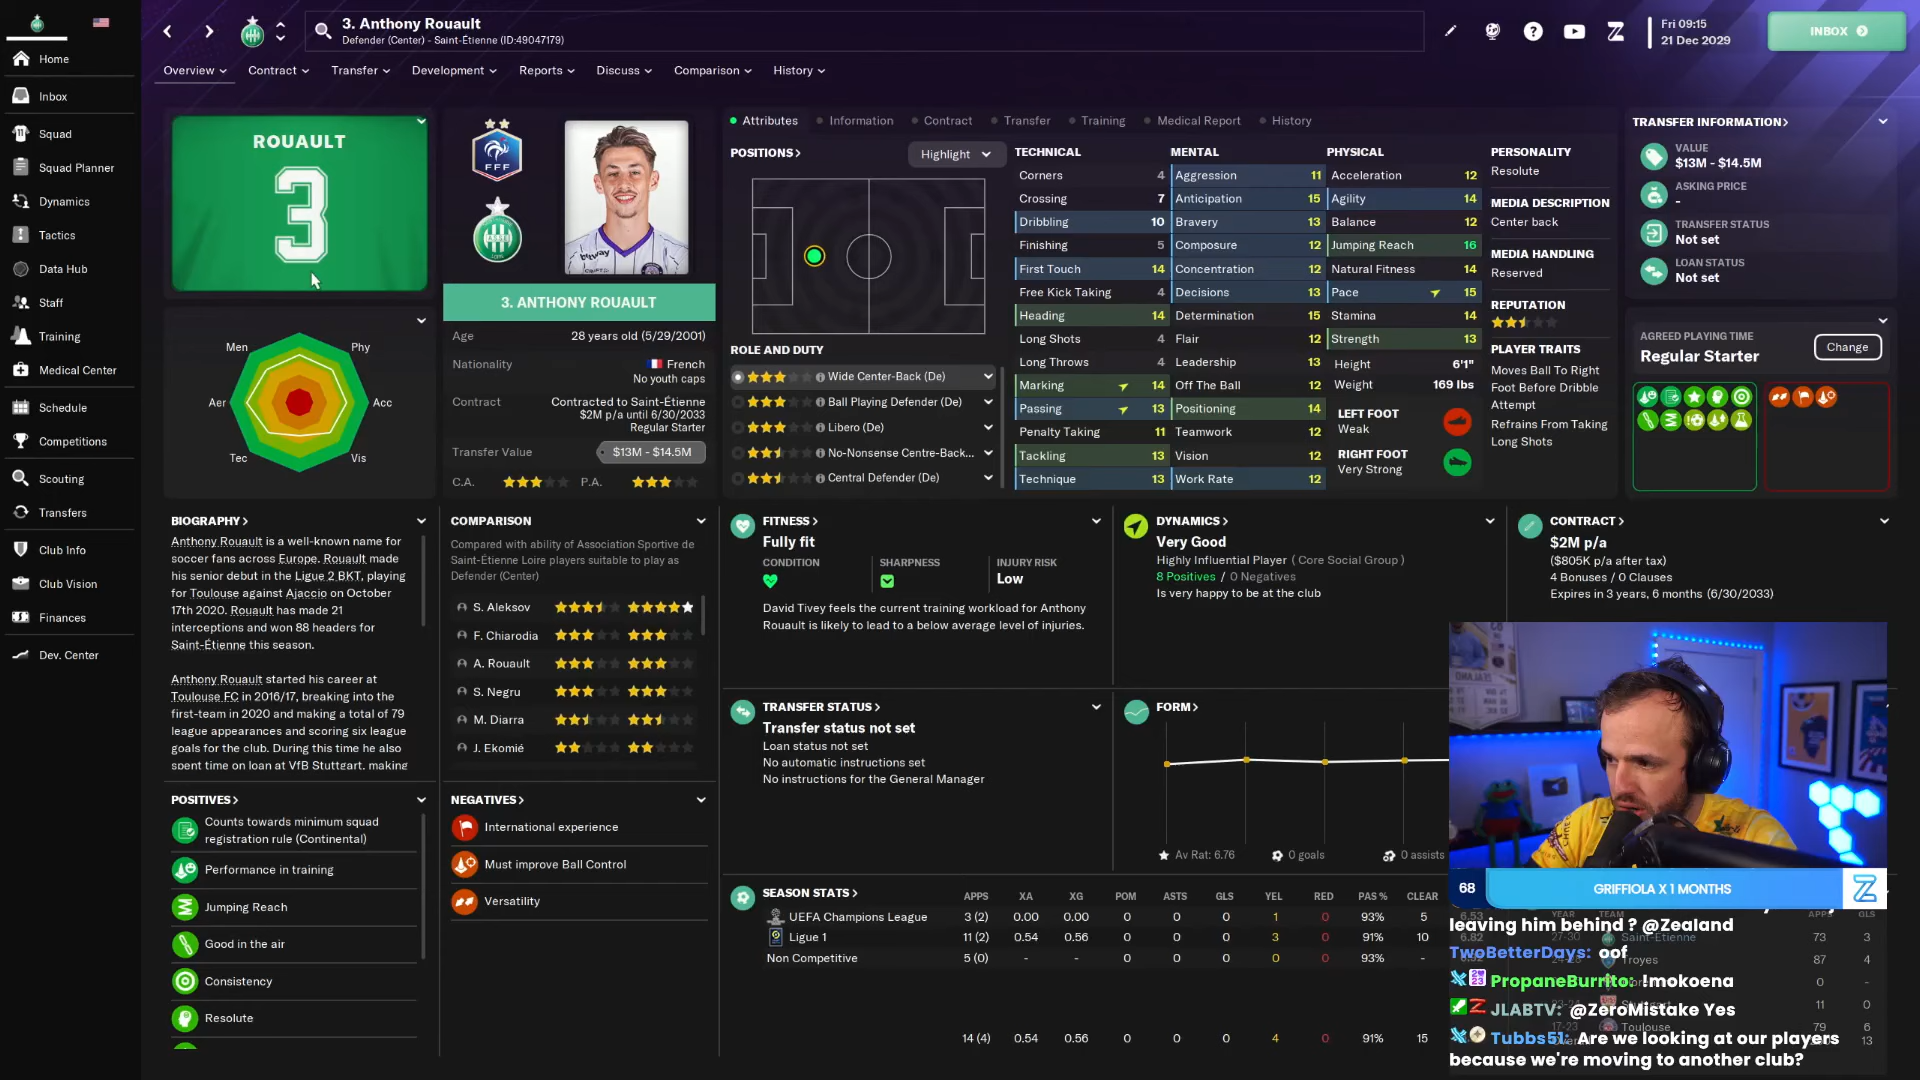 3. Anthony Rouault
Defender (Center) - Saint-Étienne (ID:49047179)
Fri 09:15
21 Dec 2029
INBOX
Overview
Contract
Transfer
Development
Reports
Discuss
Comparison
History
Home
Inbox
Squad
Squad Planner
Dynamics
Tactics
Data Hub
Staff
Training
Medical Center
Schedule
Competitions
Scouting
Transfers
Club Info
Club Vision
Finances
Dev. Center
ROUAULT
3
Men
Phy
Aer
Acc
Tec
Vis
FFF
3. ANTHONY ROUAULT
Age 28 years old (5/29/2001)
Nationality French
No youth caps
Contract Contracted to Saint-Étienne
$2M p/a until 6/30/2033
Regular Starter
Transfer Value $13M - $14.5M
C.A. P.A.
Attributes
Information
Contract
Transfer
Training
Medical Report
History
POSITIONS>
Highlight
ROLE AND DUTY
Wide Center-Back (De)
Ball Playing Defender (De)
Libero (De)
No-Nonsense Centre-Back...
Central Defender (De)
TECHNICAL
Corners 4
Crossing 7
Dribbling 10
Finishing 5
First Touch 14
Free Kick Taking 4
Heading 14
Long Shots 4
Long Throws 4
Marking 14
Passing 13
Penalty Taking 11
Tackling 13
Technique 13
MENTAL
Aggression 11
Anticipation 15
Bravery 13
Composure 12
Concentration 12
Decisions 13
Determination 15
Flair 12
Leadership 13
Off The Ball 12
Positioning 14
Teamwork 12
Vision 12
Work Rate 12
PHYSICAL
Acceleration 12
Agility 14
Balance 12
Jumping Reach 16
Natural Fitness 14
Pace 15
Stamina 14
Strength 13
Height 6'1"
Weight 169 lbs
LEFT FOOT
Weak
RIGHT FOOT
Very Strong
PERSONALITY
Resolute
MEDIA DESCRIPTION
Center back
MEDIA HANDLING
Reserved
REPUTATION
PLAYER TRAITS
Moves Ball To Right
Foot Before Dribble
Attempt
Refrains From Taking
Long Shots
TRANSFER INFORMATION>
VALUE
$13M - $14.5M
ASKING PRICE
-
TRANSFER STATUS
Not set
LOAN STATUS
Not set
AGREED PLAYING TIME
Regular Starter
Change
BIOGRAPHY>
Anthony Rouault is a well-known name for
soccer fans across Europe. Rouault made
his senior debut in the Ligue 2 BKT, playing
for Toulouse against Ajaccio on October
17th 2020. Rouault has made 21
interceptions and won 88 headers for
Saint-Étienne this season.
Anthony Rouault started his career at
Toulouse FC in 2016/17, breaking into the
first-team in 2020 and making a total of 79
league appearances and scoring six league
goals for the club. During this time he also
spent time on loan at VfB Stuttgart, making
COMPARISON
Compared with ability of Association Sportive de
Saint-Étienne Loire players suitable to play as
Defender (Center)
S. Aleksov
F. Chiarodia
A. Rouault
S. Negru
M. Diarra
J. Ekomié
POSITIVES>
Counts towards minimum squad
registration rule (Continental)
Performance in training
Jumping Reach
Good in the air
Consistency
Resolute
NEGATIVES>
International experience
Must improve Ball Control
Versatility
FITNESS>
Fully fit
CONDITION
SHARPNESS
INJURY RISK
Low
David Tivey feels the current training workload for Anthony
Rouault is likely to lead to a below average level of injuries.
DYNAMICS>
Very Good
Highly Influential Player ( Core Social Group )
8 Positives / 0 Negatives
Is very happy to be at the club
CONTRACT>
$2M p/a
($805K p/a after tax)
4 Bonuses / 0 Clauses
Expires in 3 years, 6 months (6/30/2033)
TRANSFER STATUS>
Transfer status not set
Loan status not set
No automatic instructions set
No instructions for the General Manager
FORM>
Av Rat: 6.76
0 goals
0 assists
SEASON STATS>
APPS XA XG POM ASTS GLS YEL RED PAS % CLEAR
UEFA Champions League 3 (2) 0.00 0.00 0 0 0 1 0 93% 5
Ligue 1 11 (2) 0.54 0.56 0 0 0 3 0 91% 10
Non Competitive 5 (0) - - 0 0 0 0 0 93% -
14 (4) 0.54 0.56 0 0 0 4 0 91% 15
68
GRIFFIOLA X 1 MONTHS
Z
YEAR TEAM APPS GLS
leaving him behind ? @Zealand
Saint-Étienne 73 3
TwoBetterDays: oof
Troyes 87 4
PropaneBurrito: !mokoena
0 -
JLABTV: @ZeroMistake Yes
Stuttgart 11 0
Toulouse 79 6
Tubbs51: Are we looking at our players
because we're moving to another club?
13